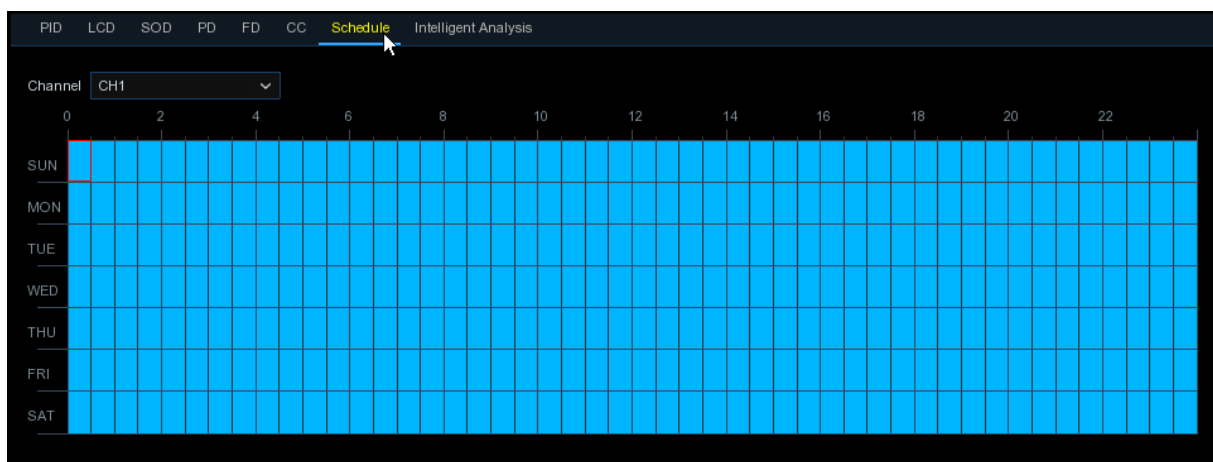 PID LCD SOD PD FD CC Schedule Intelligent Analysis
Channel CH1
0 2 4 6 8 10 12 14 16 18 20 22
SUN
MON
TUE
WED
THU
FRI
SAT